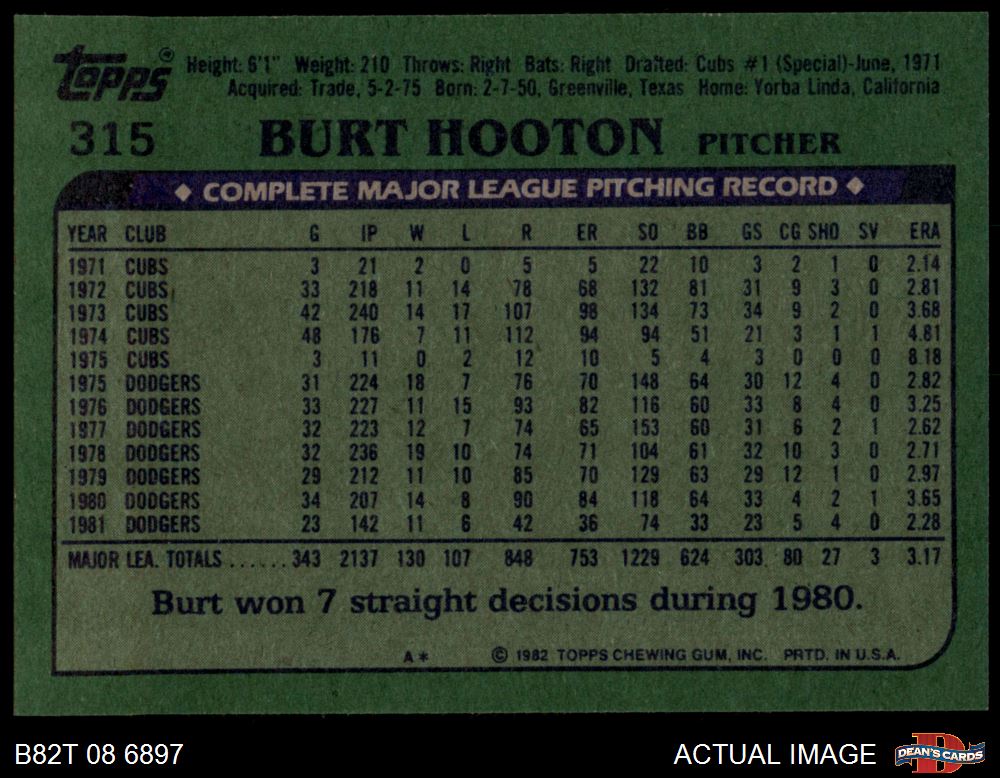 Topps® Height: 6'1" Weight: 210 Throws: Right Bats: Right Drafted: Cubs #1 (Special)-June, 1971
Acquired: Trade, 5-2-75 Born: 2-7-50, Greenville, Texas Home: Yorba Linda, California
315 BURT HOOTON PITCHER
◆ COMPLETE MAJOR LEAGUE PITCHING RECORD ◆
YEAR CLUB G IP W L R ER SO BB GS CG SHO SV ERA
1971 CUBS 3 21 2 0 5 5 22 10 3 2 1 0 2.14
1972 CUBS 33 218 11 14 78 68 132 81 31 9 3 0 2.81
1973 CUBS 42 240 14 17 107 98 134 73 34 9 2 0 3.68
1974 CUBS 48 176 7 11 112 94 94 51 21 3 1 1 4.81
1975 CUBS 3 11 0 2 12 10 5 4 3 0 0 0 8.18
1975 DODGERS 31 224 18 7 76 70 148 64 30 12 4 0 2.82
1976 DODGERS 33 227 11 15 93 82 116 60 33 8 4 0 3.25
1977 DODGERS 32 223 12 7 74 65 153 60 31 6 2 1 2.62
1978 DODGERS 32 236 19 10 74 71 104 61 32 10 3 0 2.71
1979 DODGERS 29 212 11 10 85 70 129 63 29 12 1 0 2.97
1980 DODGERS 34 207 14 8 90 84 118 64 33 4 2 1 3.65
1981 DODGERS 23 142 11 6 42 36 74 33 23 5 4 0 2.28
MAJOR LEA. TOTALS ...... 343 2137 130 107 848 753 1229 624 303 80 27 3 3.17
Burt won 7 straight decisions during 1980.
A* © 1982 TOPPS CHEWING GUM, INC. PRTD. IN U.S.A.
B82T 08 6897 ACTUAL IMAGE D DEAN'S CARDS